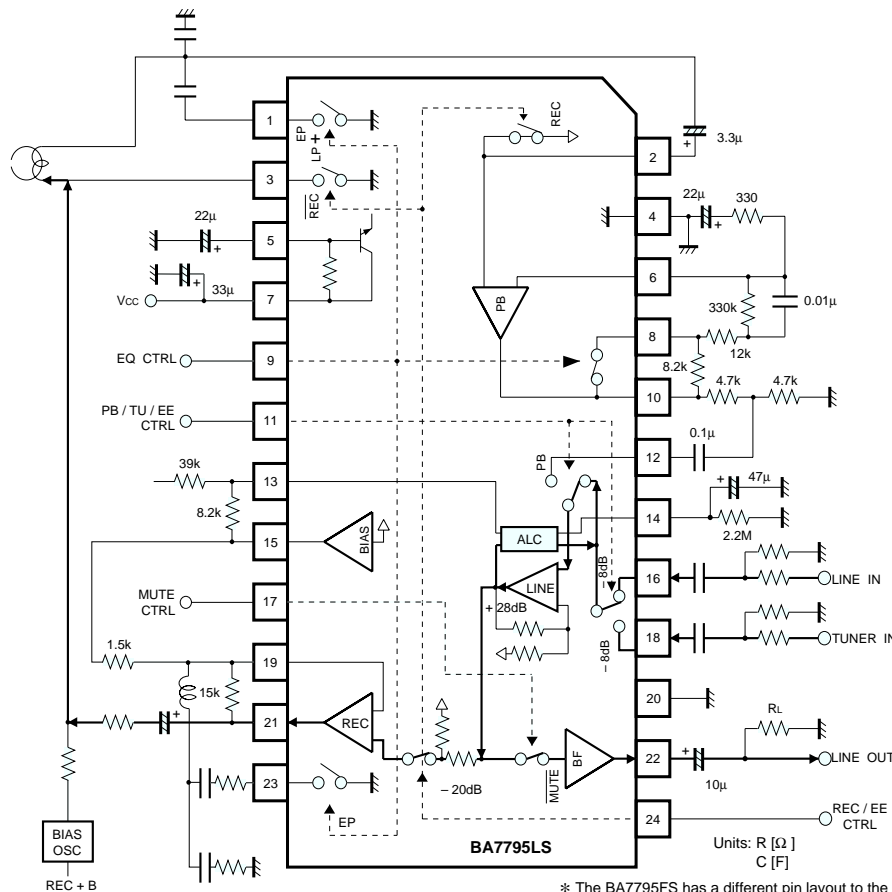 1
EP
LP +
REC
2
3.3μ
3
REC
4
22μ
330
22μ
5
6
33μ
VCC
7
PB
330k
0.01μ
8
12k
EQ CTRL
9
8.2k
4.7k
4.7k
10
PB / TU / EE
CTRL
11
0.1μ
12
PB
39k
13
47μ
8.2k
14
2.2M
ALC
15
BIAS
–8dB
16
LINE IN
LINE
MUTE
CTRL
17
+ 28dB
18
TUNER IN
–8dB
1.5k
19
15k
20
REC
RL
21
22
LINE OUT
BF
MUTE
10μ
– 20dB
23
EP
24
REC / EE
CTRL
BIAS
OSC
REC + B
BA7795LS
Units: R [Ω ]
C [F]
* The BA7795FS has a different pin layout to the